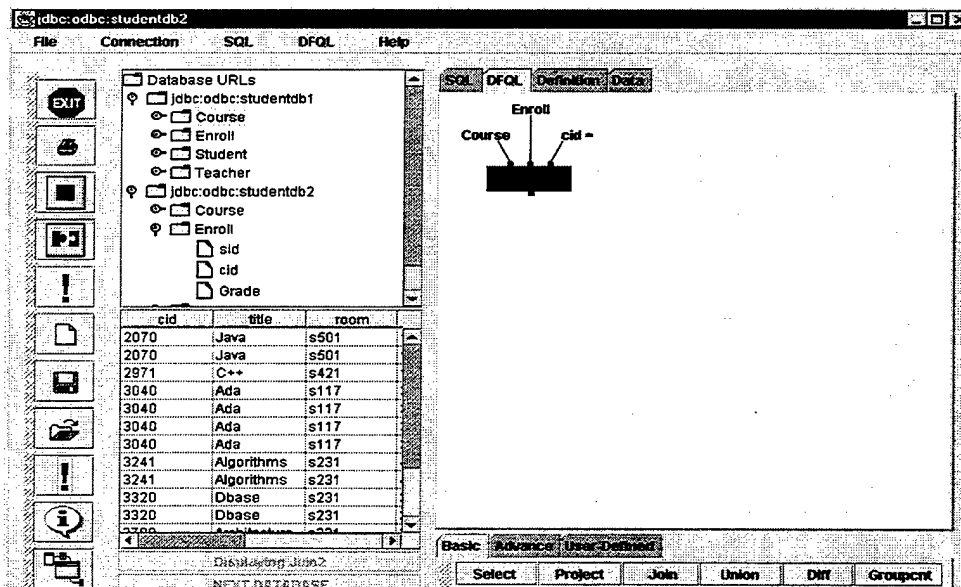 jdbc:odbc:studentdb2
File Connection SQL DFQL Help
EXIT
Database URLs
jdbc:odbc:studentdb1
Course
Enroll
Student
Teacher
jdbc:odbc:studentdb2
Course
Enroll
sid
cid
Grade
cid title room
2070 Java s501
2070 Java s501
2971 C++ s421
3040 Ada s117
3040 Ada s117
3040 Ada s117
3040 Ada s117
3241 Algorithms s231
3241 Algorithms s231
3320 Dbase s231
3320 Dbase s231
Displaying Join2
NEXT DATABASE
SQL DFQL Definition Data
Enroll
Course cid =
Basic Advance User-Defined
Select Project Join Union Diff Groupcnt